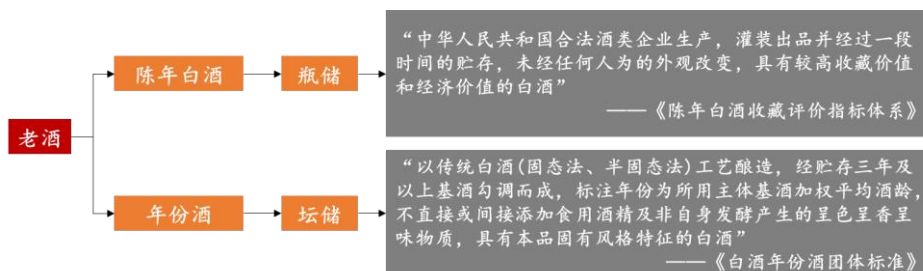 老酒
陈年白酒
瓶储
“中华人民共和国合法酒类企业生产，灌装出品并经过一段
时间的贮存，未经任何人为的外观改变，具有较高收藏价值
和经济价值的白酒”
——《陈年白酒收藏评价指标体系》
年份酒
坛储
“以传统白酒(固态法、半固态法)工艺酿造，经贮存三年及
以上基酒勾调而成，标注年份为所用主体基酒加权平均酒龄，
不直接或间接添加食用酒精及非自身发酵产生的呈色呈香呈
味物质，具有本品固有风格特征的白酒”
——《白酒年份酒团体标准》